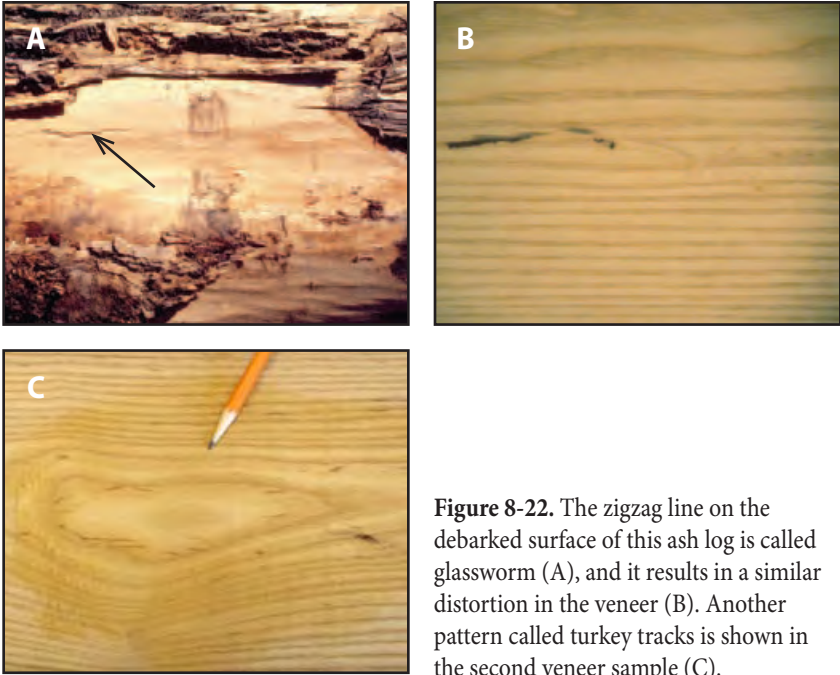 A
B
C
Figure 8-22. The zigzag line on the
debarked surface of this ash log is called
glassworm (A), and it results in a similar
distortion in the veneer (B). Another
pattern called turkey tracks is shown in
the second veneer sample (C).